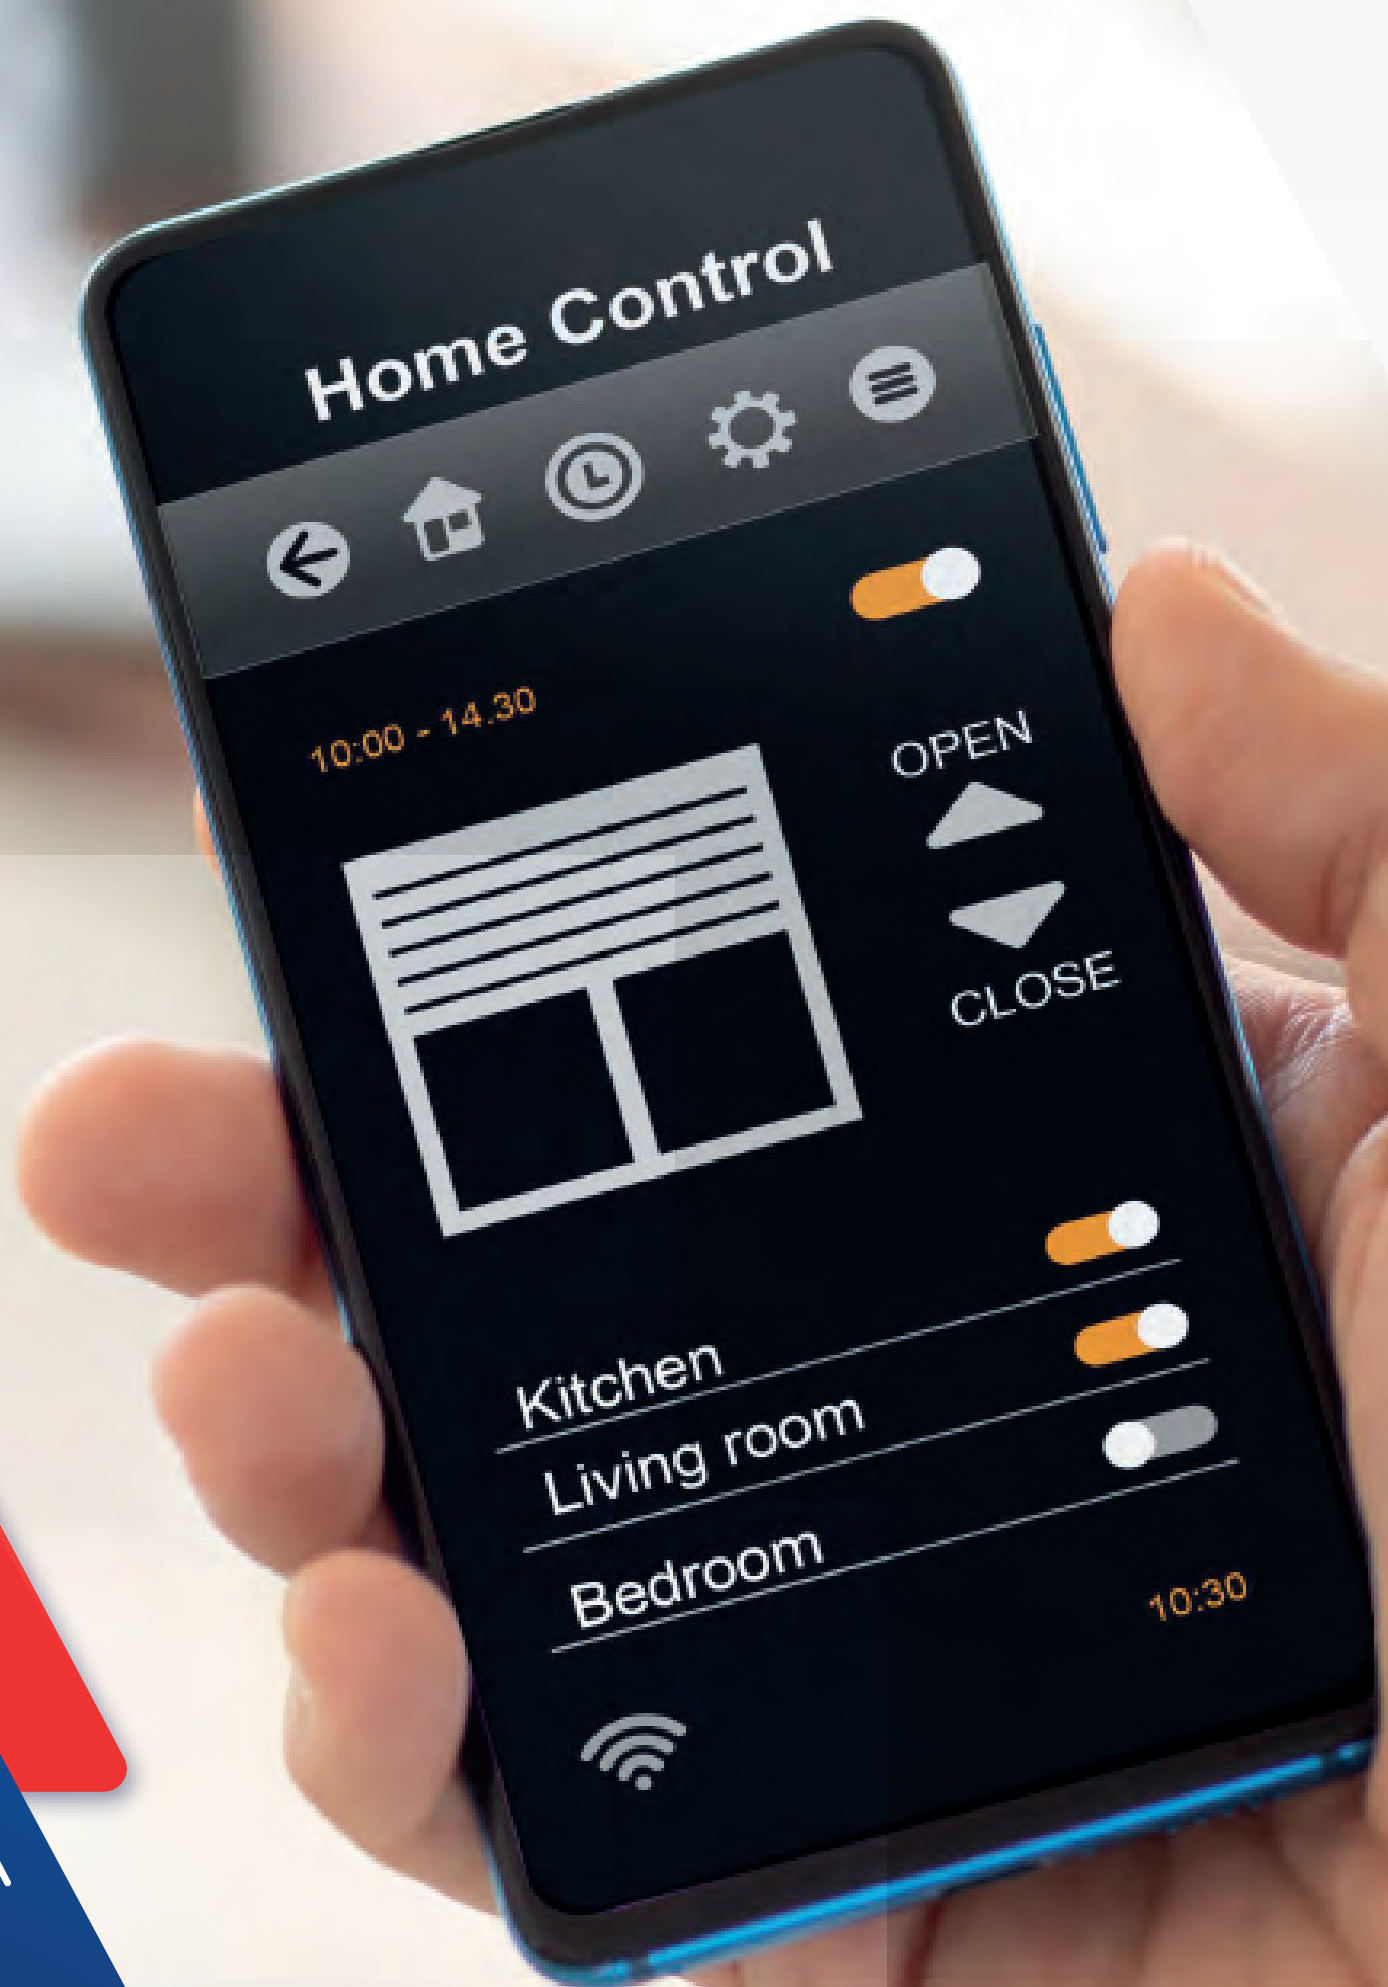 Home Control
10:00 - 14.30
OPEN
CLOSE
Kitchen
Living room
Bedroom
10:30